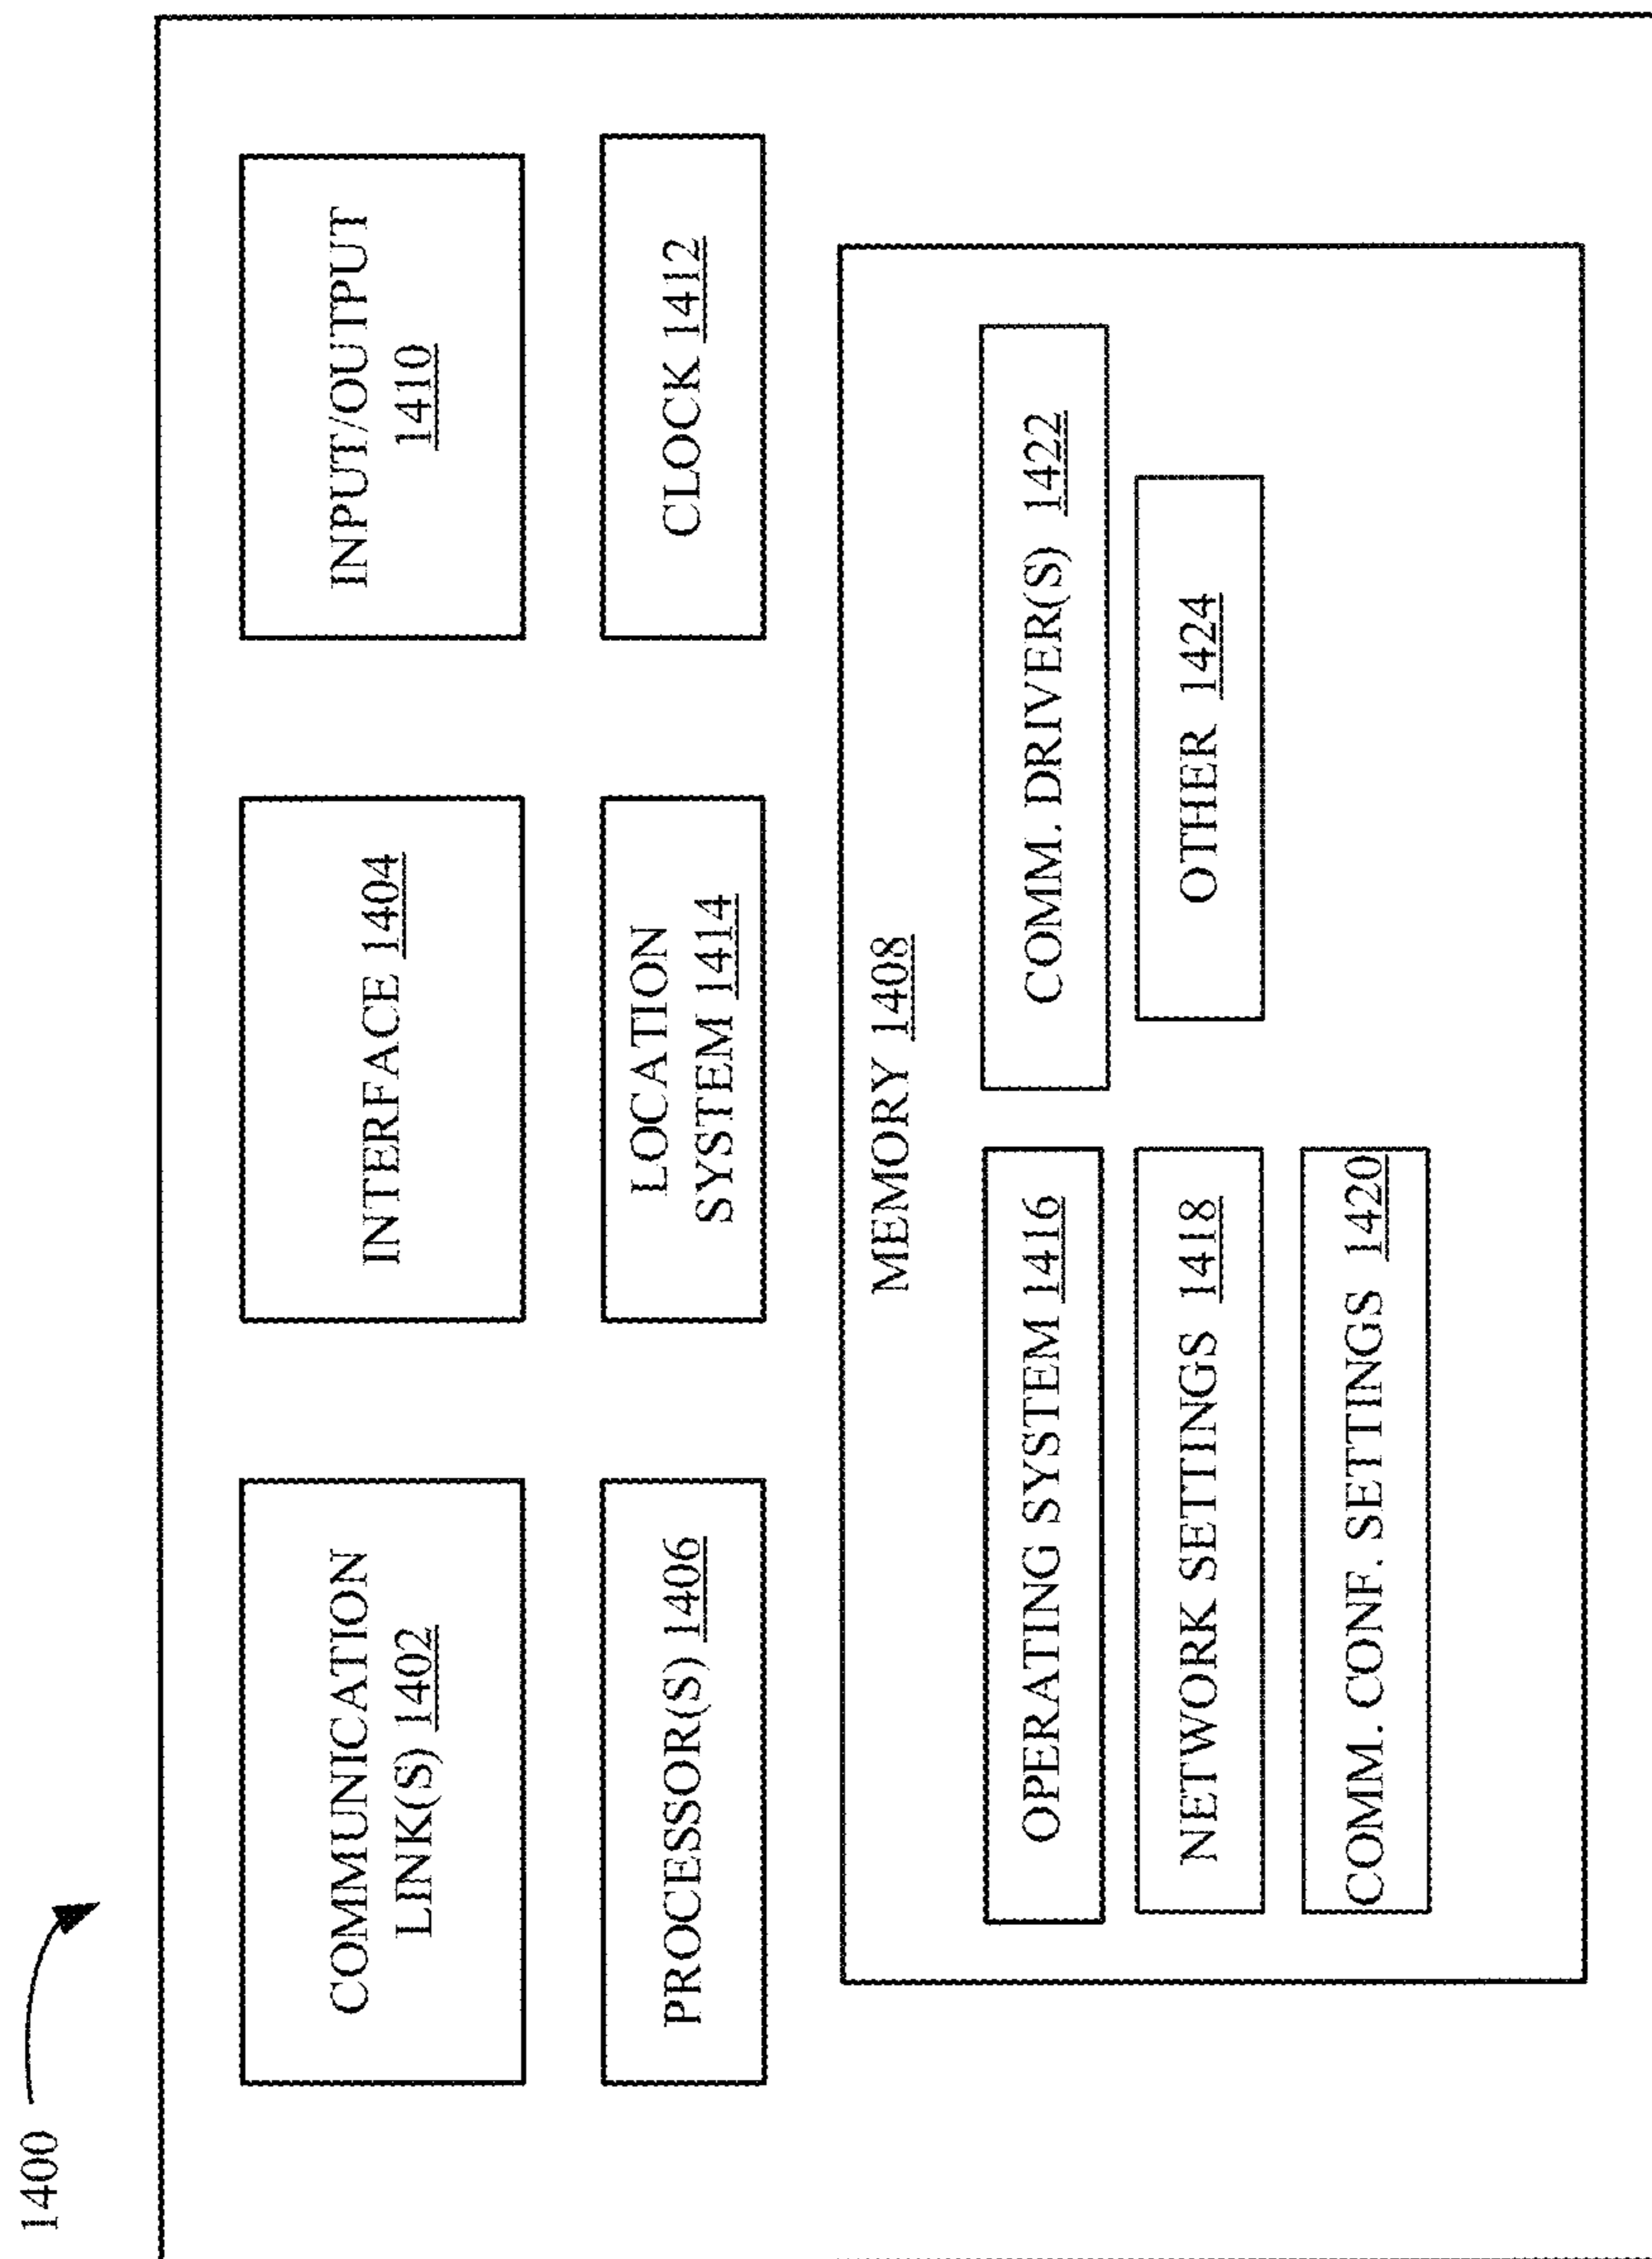 1400
COMMUNICATION
LINK(S) 1402
INTERFACE 1404
INPUT/OUTPUT
1410
PROCESSOR(S) 1406
LOCATION
SYSTEM 1414
CLOCK 1412
MEMORY 1408
OPERATING SYSTEM 1416
NETWORK SETTINGS 1418
COMM. CONF. SETTINGS 1420
COMM. DRIVER(S) 1422
OTHER 1424